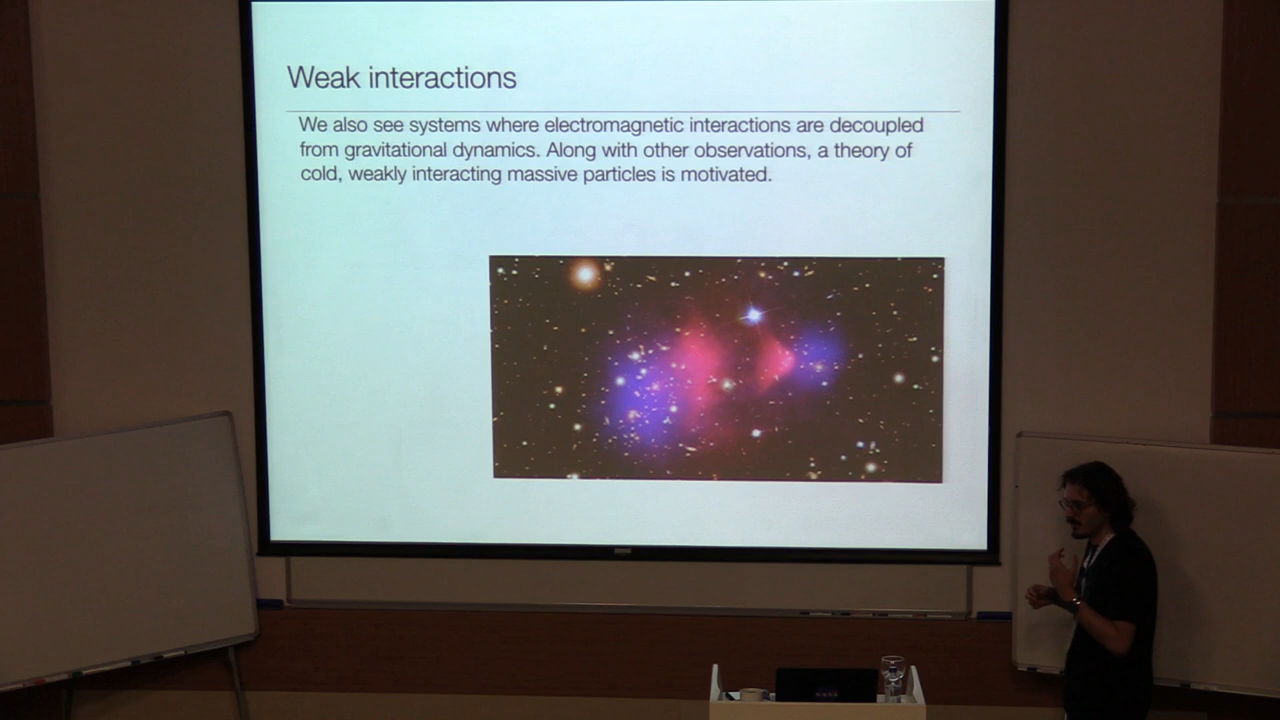 Weak interactions
We also see systems where electromagnetic interactions are decoupled
from gravitational dynamics. Along with other observations, a theory of
cold, weakly interacting massive particles is motivated.
NASA